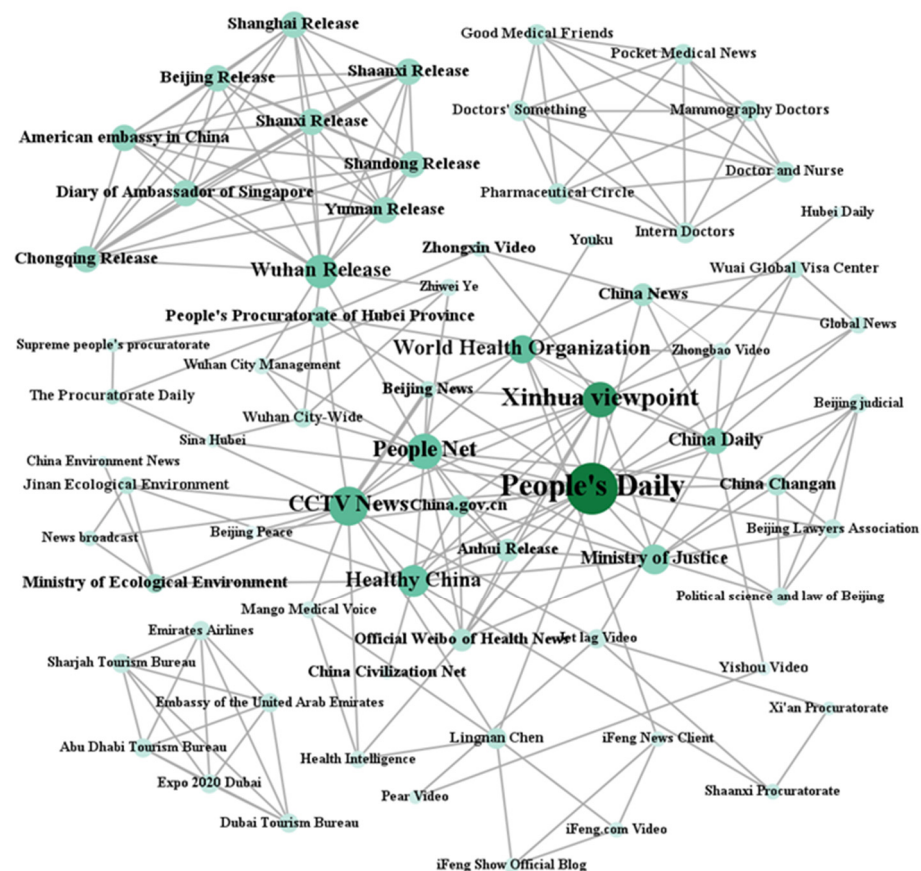 Shanghai Release
Good Medical Friends
Pocket Medical News
Beijing Release
Shaanxi Release
Doctors' Something
Mammography Doctors
American embassy in China
Shanxi Release
Shandong Release
Doctor and Nurse
Diary of Ambassador of Singapore
Pharmaceutical Circle
Yunnan Release
Hubei Daily
Intern Doctors
Youku
Zhongxin Video
Chongqing Release
Wuhan Release
Wuai Global Visa Center
Zhiwei Ye
China News
People's Procuratorate of Hubei Province
Global News
Supreme people's procuratorate
World Health Organization
Zhongbao Video
Wuhan City Management
Beijing News
The Procuratorate Daily
Xinhua viewpoint
Beijing judicial
Wuhan City-Wide
Sina Hubei
People Net
China Daily
China Environment News
Jinan Ecological Environment
People's Daily
China Changan
CCTV News
China.gov.cn
News broadcast
Beijing Peace
Beijing Lawyers Association
Anhui Release
Ministry of Justice
Ministry of Ecological Environment
Healthy China
Political science and law of Beijing
Mango Medical Voice
Emirates Airlines
Official Weibo of Health News
Jet lag Video
Sharjah Tourism Bureau
China Civilization Net
Yishou Video
Embassy of the United Arab Emirates
Xi'an Procuratorate
Abu Dhabi Tourism Bureau
Lingnan Chen
iFeng News Client
Health Intelligence
Expo 2020 Dubai
Pear Video
Shaanxi Procuratorate
Dubai Tourism Bureau
iFeng.com Video
iFeng Show Official Blog